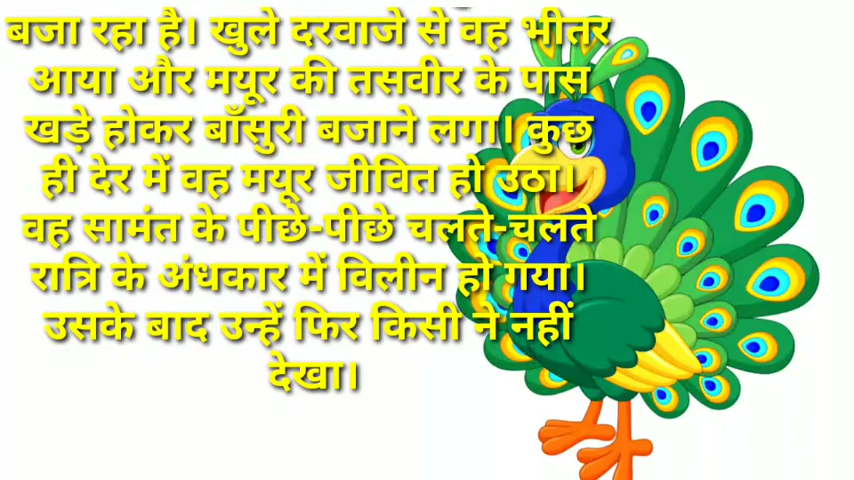 बजा रहा है। खुले दरवाजे से वह भीतर
आया और मयूर की तसवीर के पास
खड़े होकर बाँसुरी बजाने लगा। कुछ
ही देर में वह मयूर जीवित हो उठा।
वह सामंत के पीछे-पीछे चलते-चलते
रात्रि के अंधकार में विलीन हो गया।
उसके बाद उन्हें फिर किसी ने नहीं
देखा।